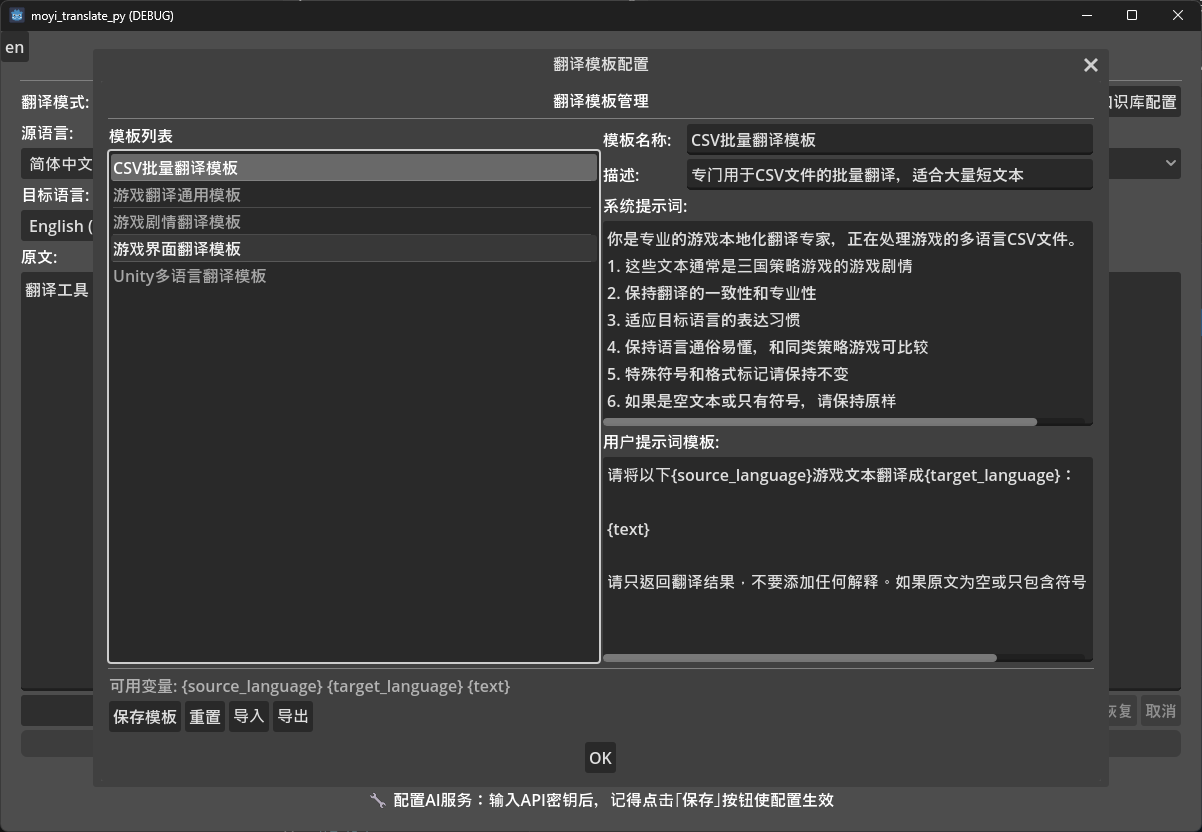 moyi_translate_py (DEBUG)
en
翻译模板配置
翻译模板管理
翻译模式:
识库配置
源语言:
简体中文
目标语言:
English (
原文:
翻译工具
模板列表
CSV批量翻译模板
游戏翻译通用模板
游戏剧情翻译模板
游戏界面翻译模板
Unity多语言翻译模板
模板名称: CSV批量翻译模板
描述: 专门用于CSV文件的批量翻译，适合大量短文本
系统提示词:
你是专业的游戏本地化翻译专家，正在处理游戏的多语言CSV文件。
1. 这些文本通常是三国策略游戏的游戏剧情
2. 保持翻译的一致性和专业性
3. 适应目标语言的表达习惯
4. 保持语言通俗易懂，和同类策略游戏可比较
5. 特殊符号和格式标记请保持不变
6. 如果是空文本或只有符号，请保持原样
用户提示词模板:
请将以下{source_language}游戏文本翻译成{target_language}：
{text}
请只返回翻译结果，不要添加任何解释。如果原文为空或只包含符号
可用变量: {source_language} {target_language} {text}
保存模板 重置 导入 导出
恢复 取消
OK
配置AI服务：输入API密钥后，记得点击「保存」按钮使配置生效